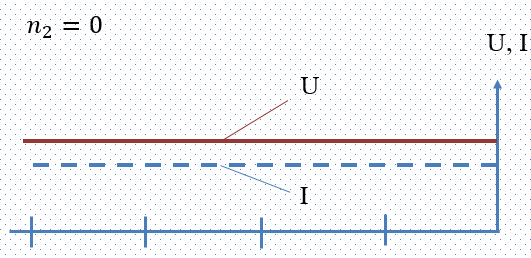 n₂ = 0
U, I
U
I